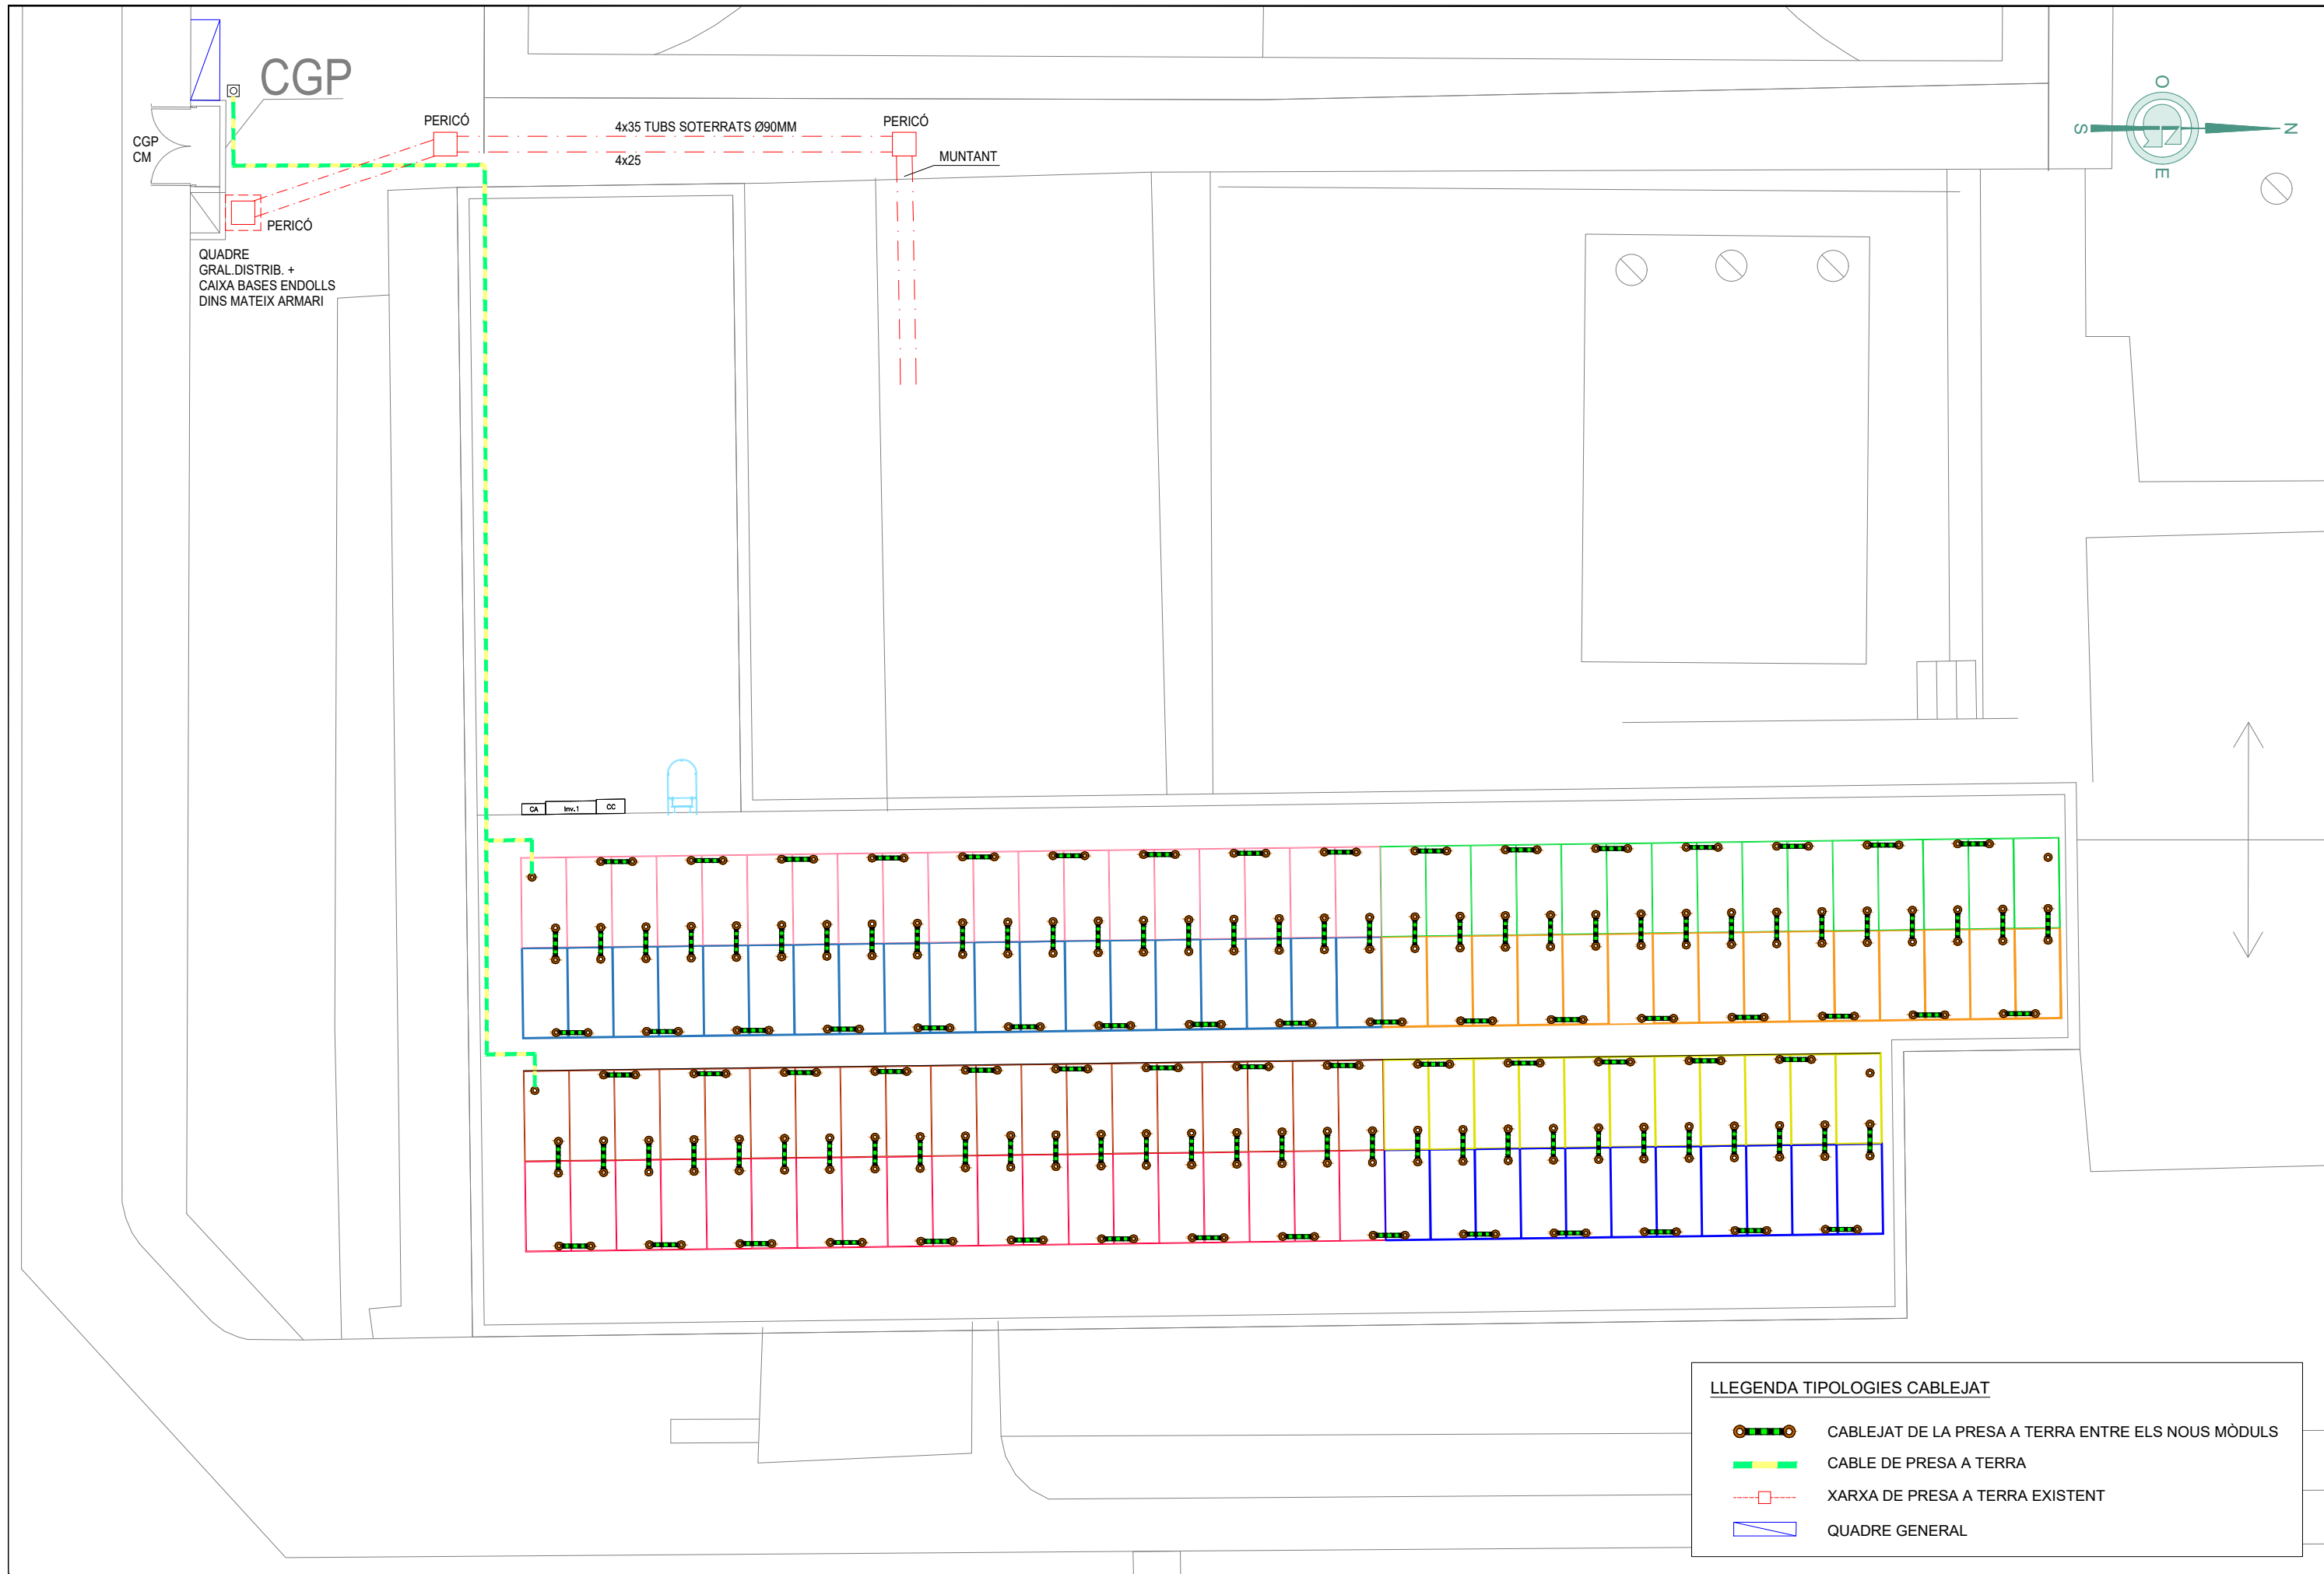 CGP
O
N
S
E
PERICÓ
4x35 TUBS SOTERRATS Ø90MM
PERICÓ
CGP
CM
4x25
MUNTANT
PERICÓ
QUADRE
GRAL.DISTRIB. +
CAIXA BASES ENDOLLS
DINS MATEIX ARMARI
CA
Inv.1
CC
LLEGENDA TIPOLOGIES CABLEJAT
CABLEJAT DE LA PRESA A TERRA ENTRE ELS NOUS MÒDULS
CABLE DE PRESA A TERRA
XARXA DE PRESA A TERRA EXISTENT
QUADRE GENERAL